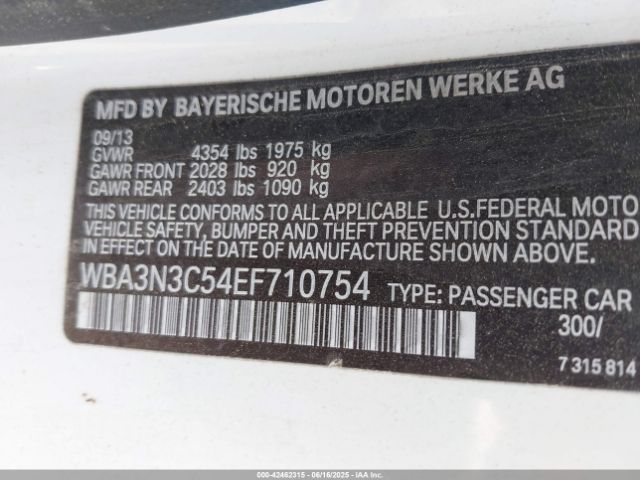 MFD BY BAYERISCHE MOTOREN WERKE AG
09/13
GVWR 4354 lbs 1975 kg
GAWR FRONT 2028 lbs 920 kg
GAWR REAR 2403 lbs 1090 kg
THIS VEHICLE CONFORMS TO ALL APPLICABLE U.S.FEDERAL MOTO
VEHICLE SAFETY, BUMPER AND THEFT PREVENTION
STANDARDS IN EFFECT ON THE DATE OF MANUFACTURE SHOWN ABOVE.
WBA3N3C54EF710754 TYPE: PASSENGER CAR
300/
7 315 814
000-42462315 - 06/16/2025 - COPYRIGHT IAA, LLC.